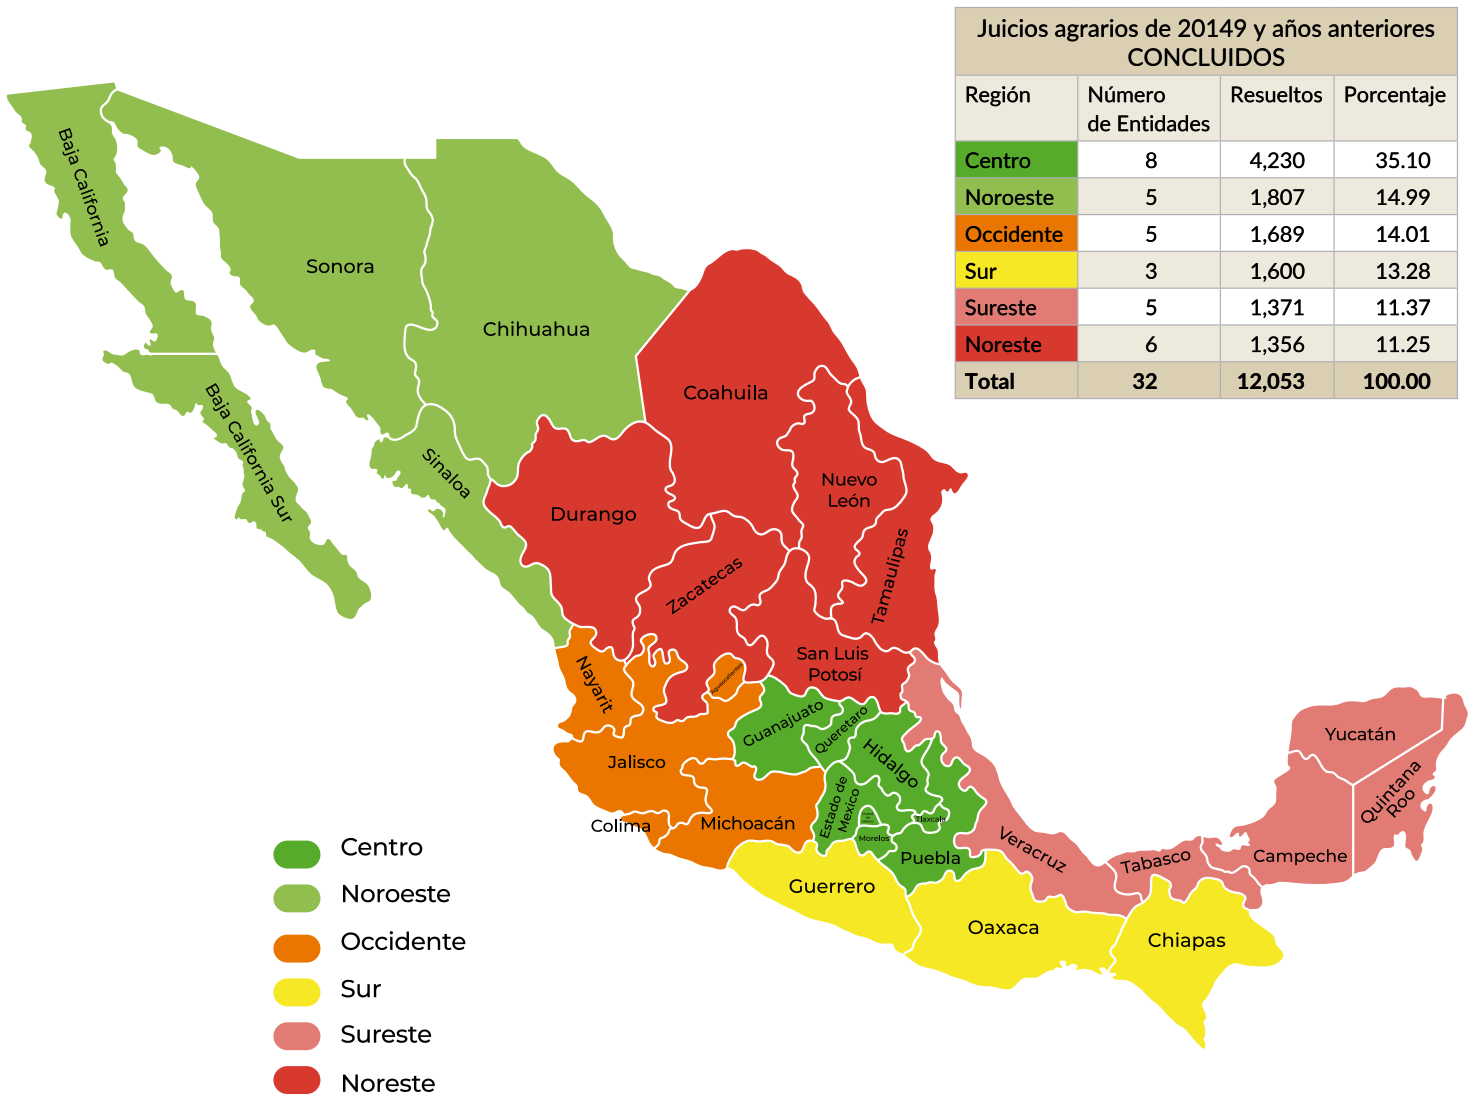 Juicios agrarios de 20149 y años anteriores
CONCLUIDOS
Región Número de Entidades Resueltos Porcentaje
Centro 8 4,230 35.10
Noroeste 5 1,807 14.99
Occidente 5 1,689 14.01
Sur 3 1,600 13.28
Sureste 5 1,371 11.37
Noreste 6 1,356 11.25
Total 32 12,053 100.00
Baja California
Sonora
Chihuahua
Baja California Sur
Sinaloa
Coahuila
Nuevo
León
Durango
Zacatecas
Tamaulipas
San Luis
Potosí
Nayarit
Aguascalientes
Guanajuato
Queretaro
Hidalgo
Jalisco
Colima
Michoacán
Estado de
Mexico
Morelos
Tlaxcala
Puebla
Veracruz
Guerrero
Oaxaca
Chiapas
Tabasco
Campeche
Yucatán
Quintana
Roo
Centro
Noroeste
Occidente
Sur
Sureste
Noreste